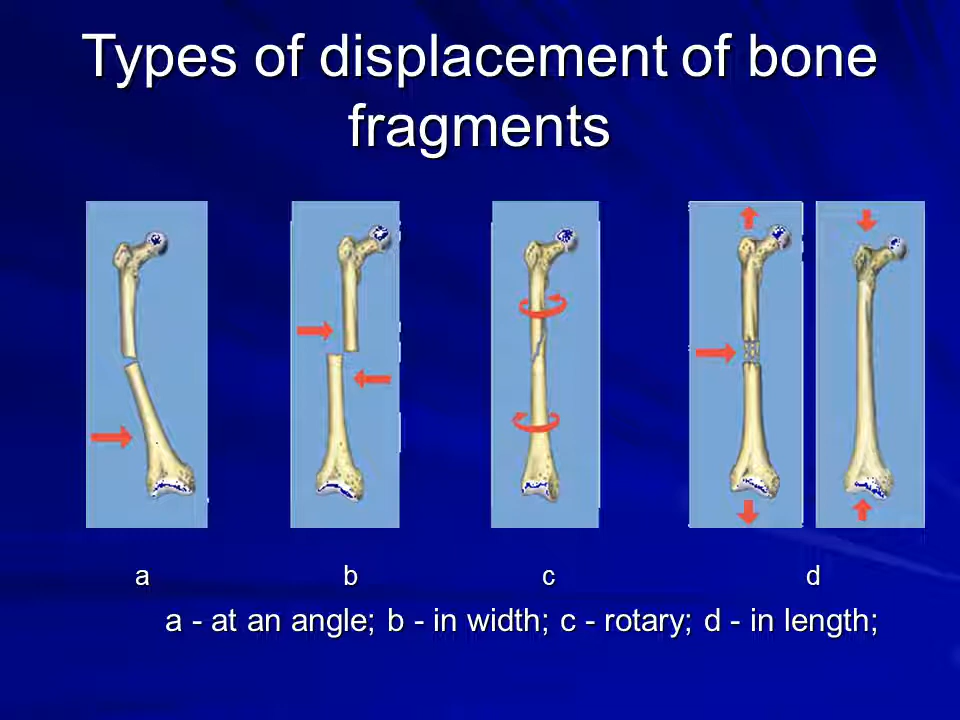 Types of displacement of bone
fragments
a b c d
a - at an angle; b - in width; c - rotary; d - in length;